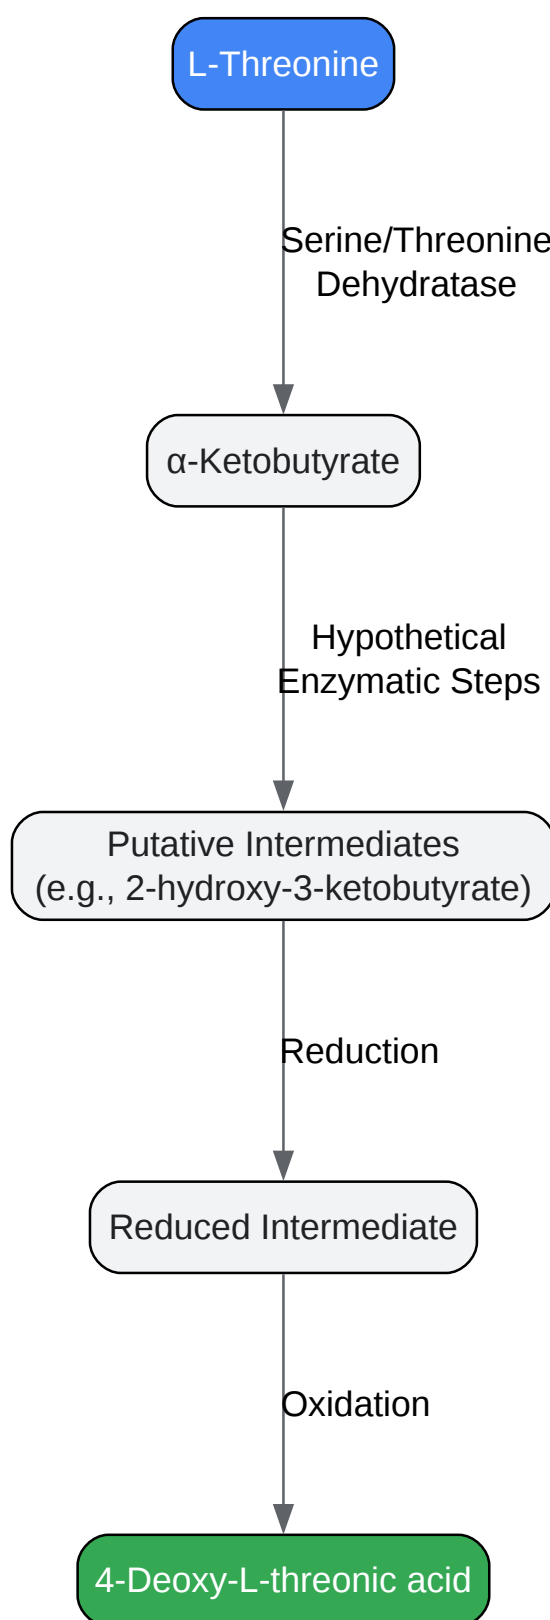 L-Threonine
Serine/Threonine
Dehydratase
α-Ketobutyrate
Hypothetical
Enzymatic Steps
Putative Intermediates
(e.g., 2-hydroxy-3-ketobutyrate)
Reduction
Reduced Intermediate
Oxidation
4-Deoxy-L-threonic acid